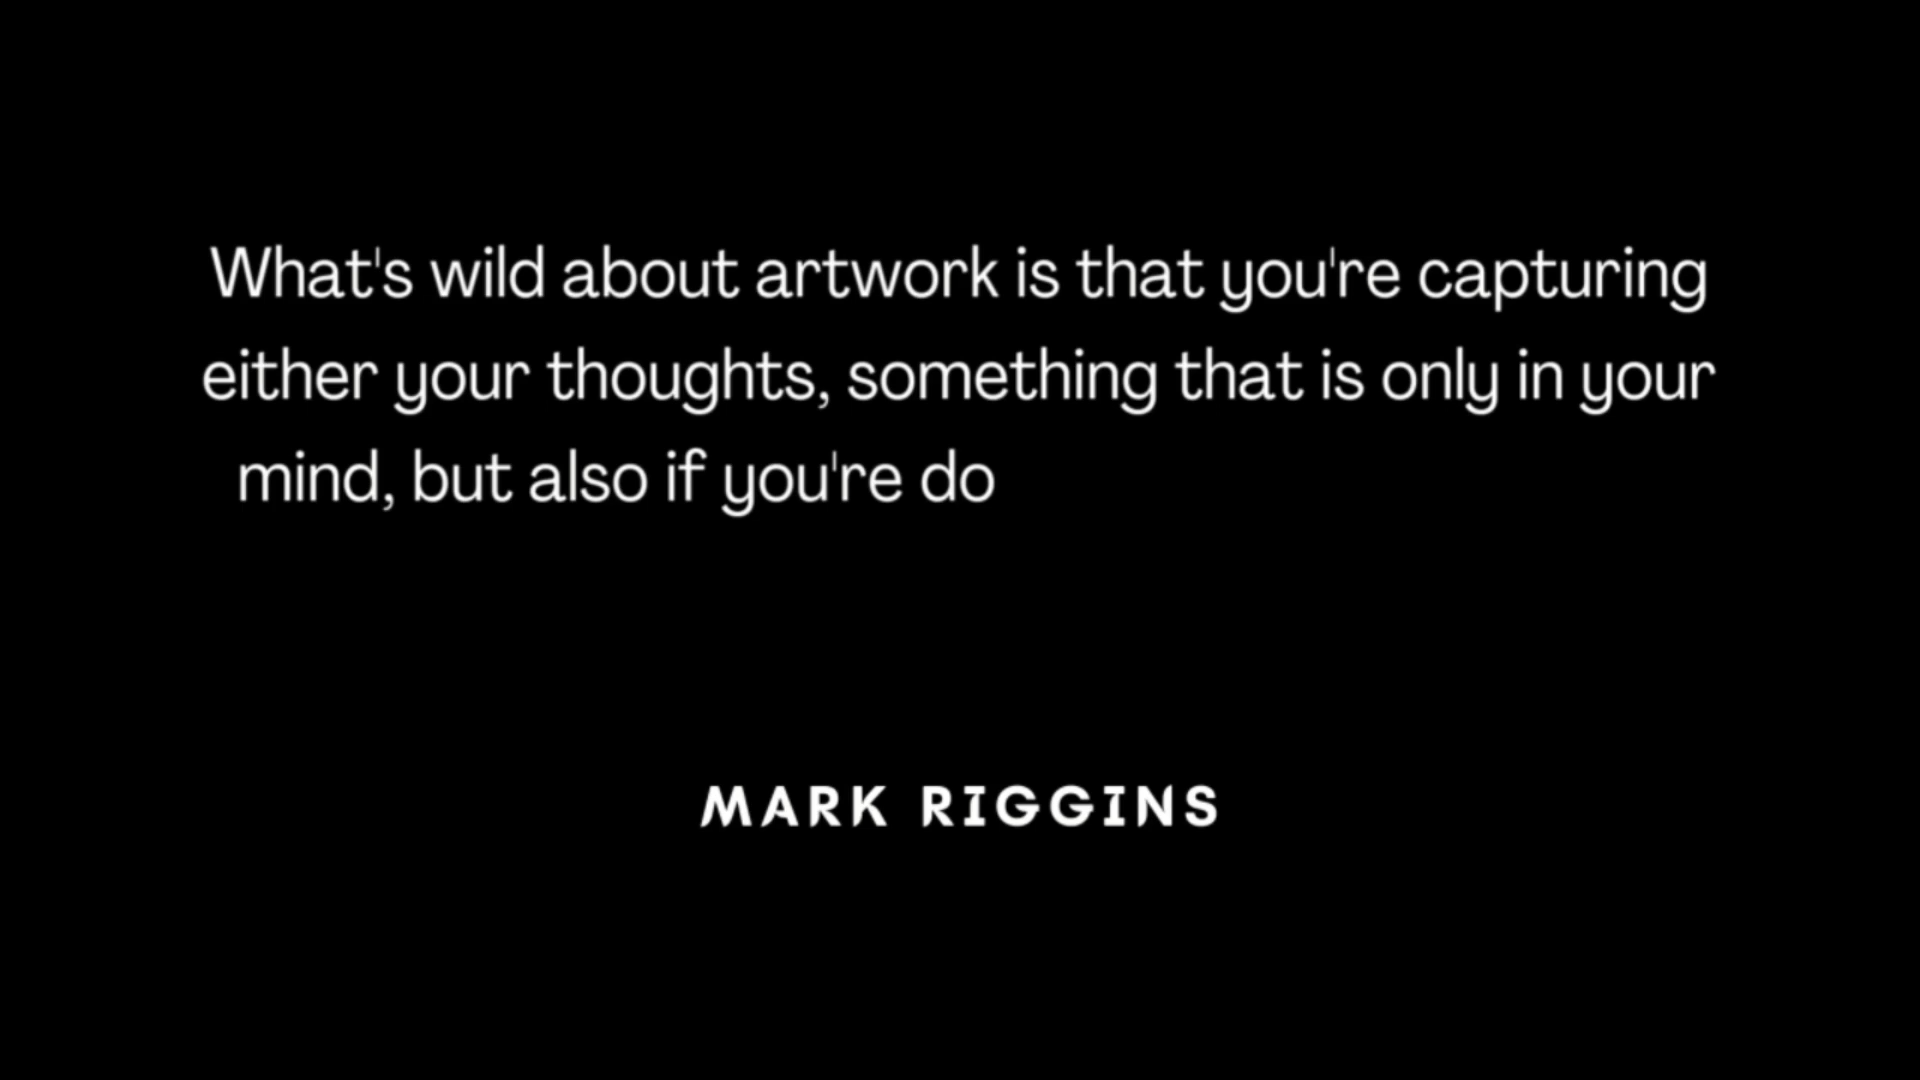 What's wild about artwork is that you're capturing
either your thoughts, something that is only in your
mind, but also if you're do
MARK RIGGINS